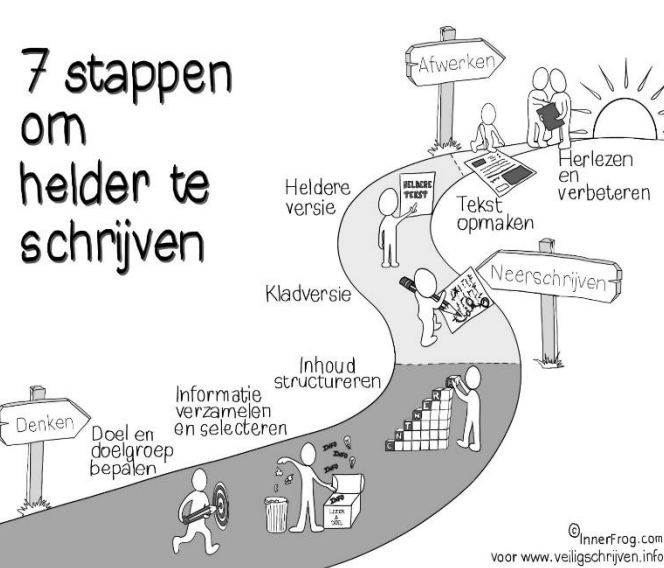 7 stappen
om
helder te
schrijven
Denken
Doel en
doelgroep
bepalen
Informatie
verzamelen
en selecteren
INFO
INFO
INFO
INFO
INFO
LEZER
&
DOEL
Inhoud
structureren
Neerschrijven
Kladversie
Heldere
versie
HELDERE
TEKST
Afwerken
Tekst
opmaken
Herlezen
en
verbeteren
©InnerFrog.com
voor www.veiligschrijven.info